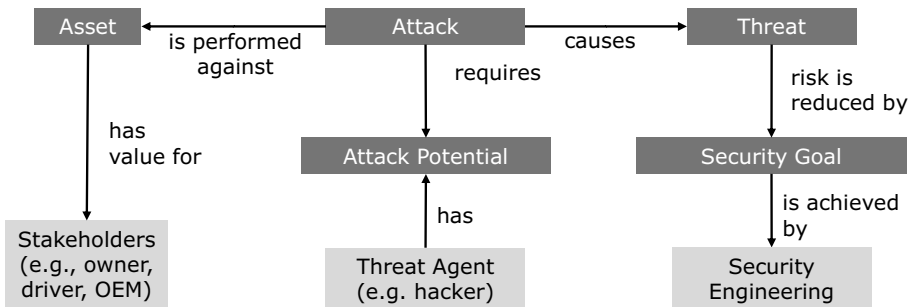 Asset
Attack
Threat
is performed
against
causes
requires
risk is
reduced by
has
value for
Attack Potential
Security Goal
has
is achieved
by
Stakeholders
(e.g., owner,
driver, OEM)
Threat Agent
(e.g. hacker)
Security
Engineering